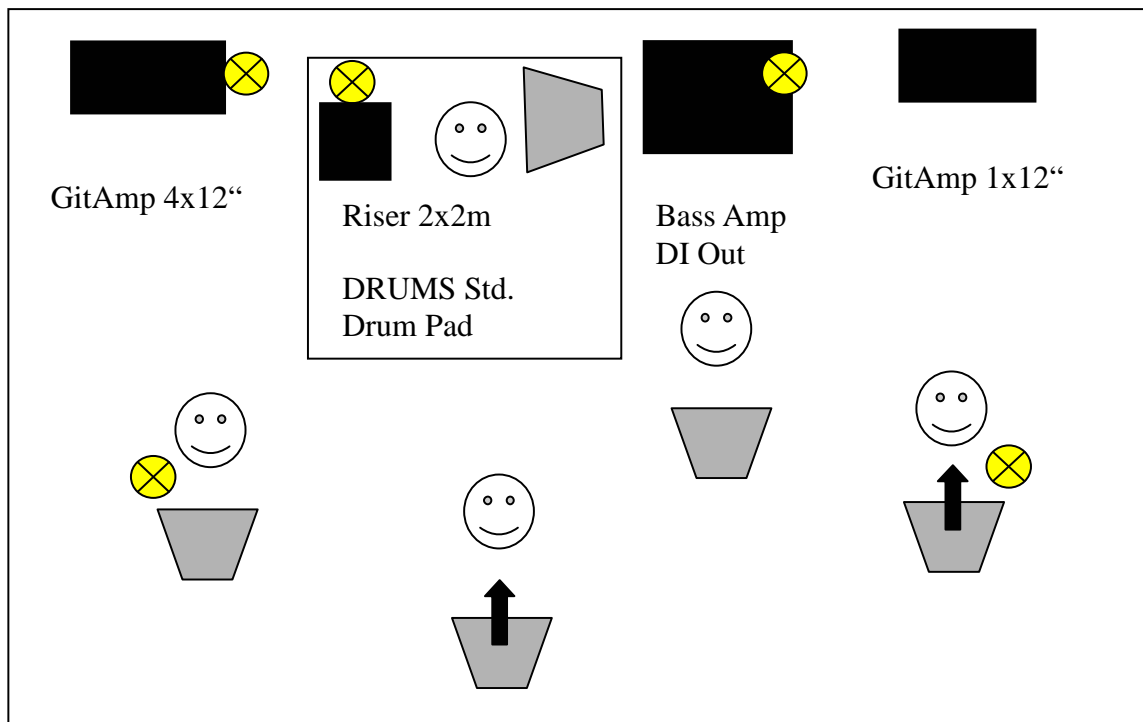 GitAmp 4x12“
Riser 2x2m
DRUMS Std.
Drum Pad
Bass Amp
DI Out
GitAmp 1x12“